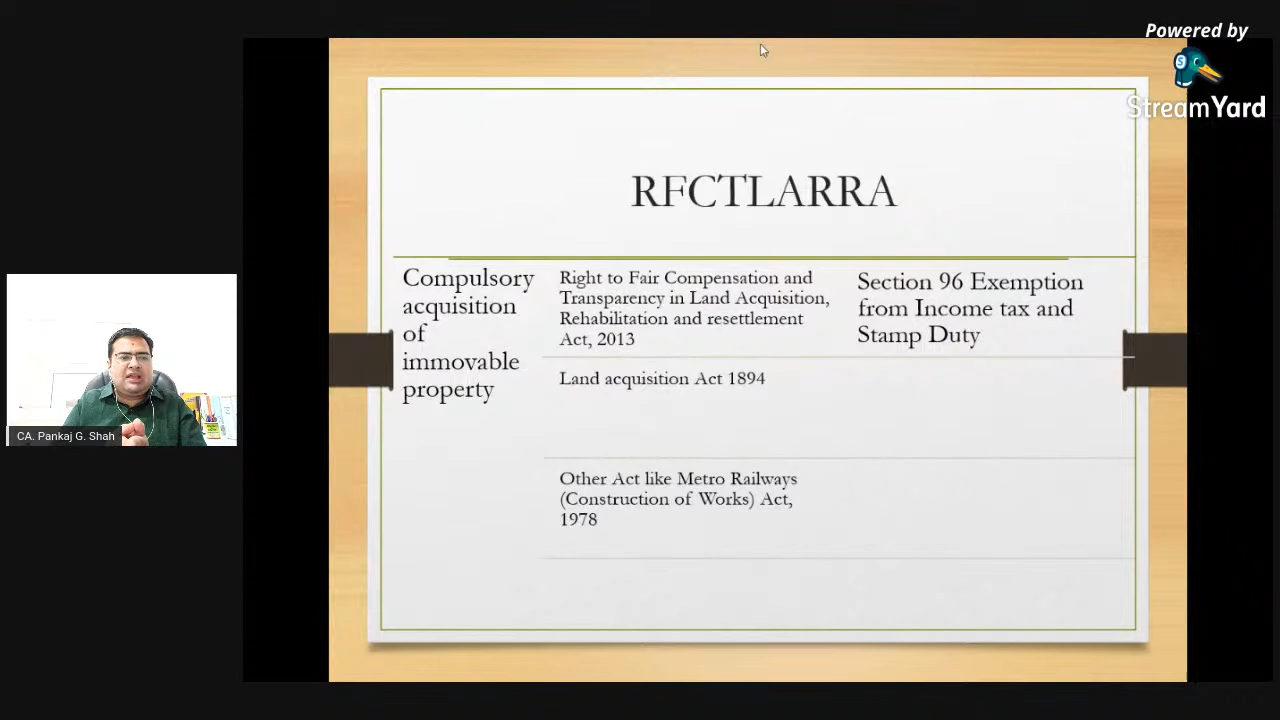 Powered by
StreamYard
RFCTLARRA
Compulsory
acquisition
of
immovable
property
Right to Fair Compensation and
Transparency in Land Acquisition,
Rehabilitation and resettlement
Act, 2013
Section 96 Exemption
from Income tax and
Stamp Duty
Land acquisition Act 1894
Other Act like Metro Railways
(Construction of Works) Act,
1978
CA. Pankaj G. Shah